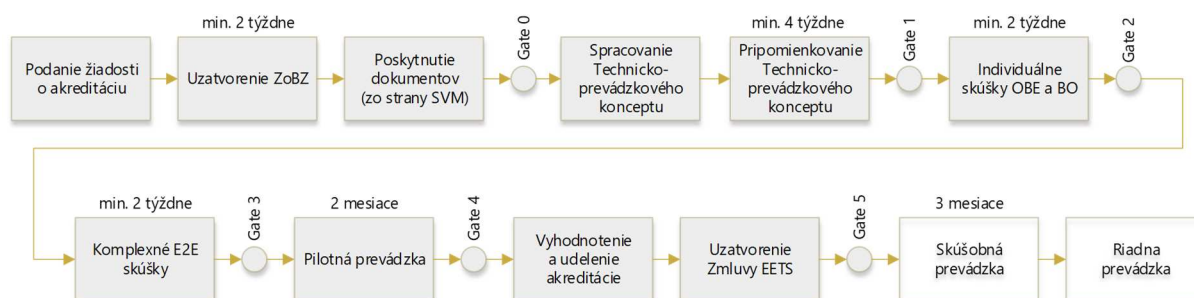 min. 2 týždne
min. 4 týždne
min. 2 týždne
Podanie žiadosti
o akreditáciu
Uzatvorenie ZoBZ
Poskytnutie
dokumentov
(zo strany SVM)
Gate 0
Spracovanie
Technicko-
prevádzkového
konceptu
Pripomienkovanie
Technicko-
prevádzkového
konceptu
Gate 1
Individuálne
skúšky OBE a BO
Gate 2
min. 2 týždne
2 mesiace
3 mesiace
Komplexné E2E
skúšky
Gate 3
Pilotná prevádzka
Gate 4
Vyhodnotenie
a udelenie
akreditácie
Uzatvorenie
Zmluvy EETS
Gate 5
Skúšobná
prevádzka
Riadna
prevádzka